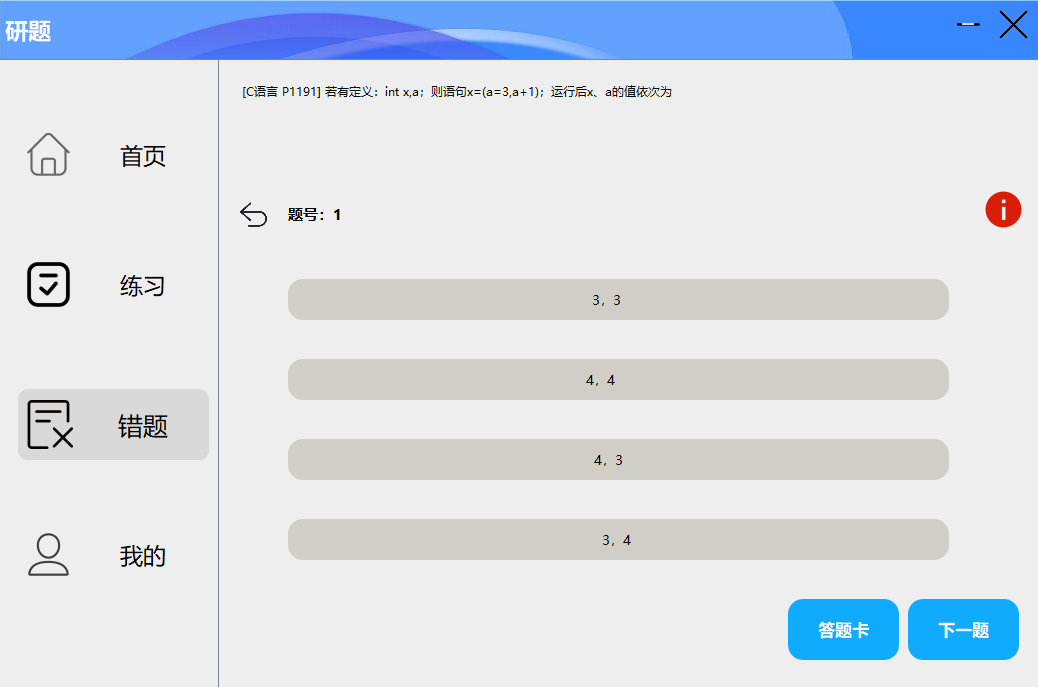 研题
[C语言 P1191] 若有定义：int x,a；则语句x=(a=3,a+1)；运行后x、a的值依次为
首页
题号：1
练习
3，3
4，4
错题
4，3
3，4
我的
答题卡
下一题